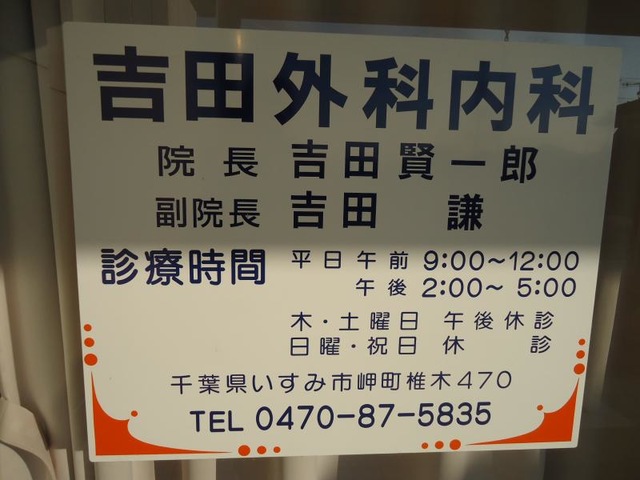 吉田外科内科
院長 吉田賢一郎
副院長 吉田 謙
診療時間 平日午前 9:00～12:00
午後 2:00～ 5:00
木・土曜日 午後休診
日曜・祝日 休 診
千葉県いすみ市岬町椎木470
TEL 0470-87-5835